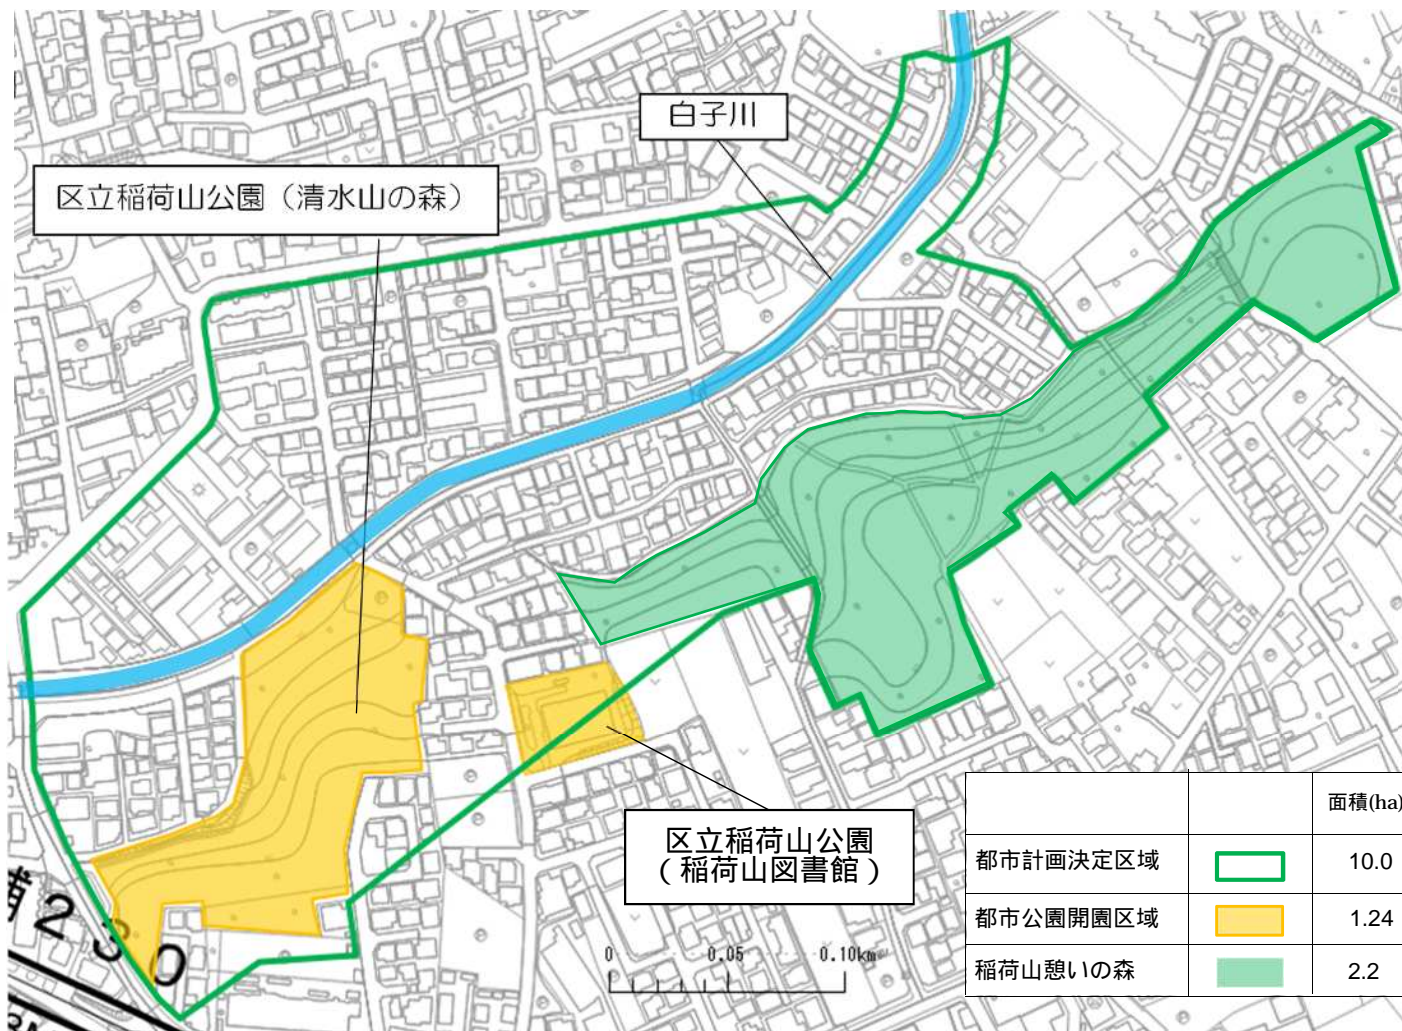 白子川
区立稲荷山公園（清水山の森）
区立稲荷山公園
（稲荷山図書館）
面積(ha)
都市計画決定区域 10.0
都市公園開園区域 1.24
稲荷山憩いの森 2.2
0 0.05 0.10km
230